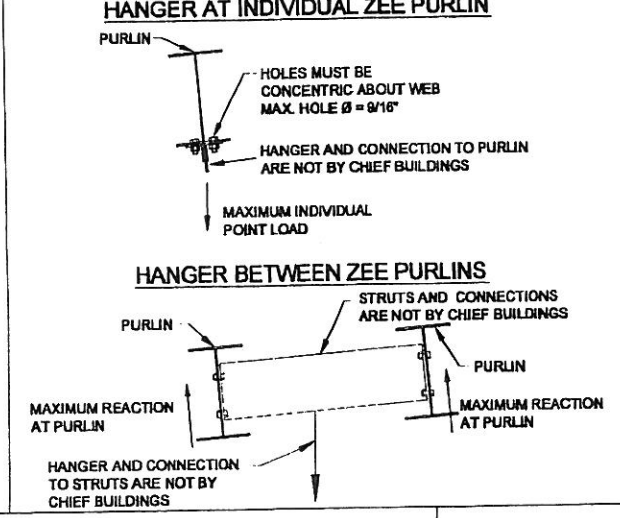 HANGER AT INDIVIDUAL ZEE PURLIN
PURLIN
HOLES MUST BE
CONCENTRIC ABOUT WEB
MAX. HOLE Ø = 9/16"
HANGER AND CONNECTION TO PURLIN
ARE NOT BY CHIEF BUILDINGS
MAXIMUM INDIVIDUAL
POINT LOAD
HANGER BETWEEN ZEE PURLINS
STRUTS AND CONNECTIONS
ARE NOT BY CHIEF BUILDINGS
PURLIN
PURLIN
MAXIMUM REACTION
AT PURLIN
MAXIMUM REACTION
AT PURLIN
HANGER AND CONNECTION
TO STRUTS ARE NOT BY
CHIEF BUILDINGS